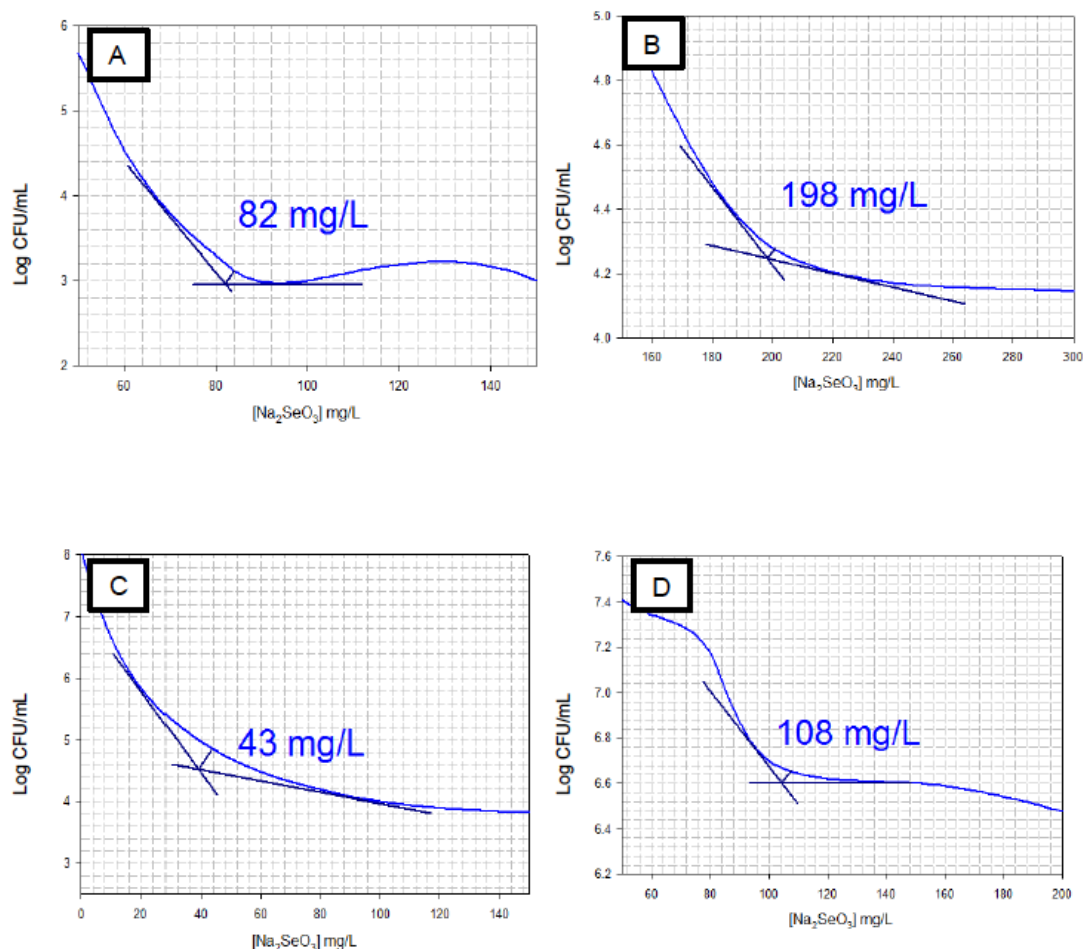 A
6
5
4
3
2
Log CFU/mL
82 mg/L
60 80 100 120 140
[Na₂SeO₃] mg/L
B
5.0
4.8
4.6
4.4
4.2
4.0
Log CFU/mL
198 mg/L
160 180 200 220 240 260 280 300
[Na₂SeO₃] mg/L
C
8
7
6
5
4
3
Log CFU/mL
43 mg/L
0 20 40 60 80 100 120 140
[Na₂SeO₃] mg/L
D
7.6
7.4
7.2
7.0
6.8
6.6
6.4
6.2
Log CFU/mL
108 mg/L
60 80 100 120 140 160 180 200
[Na₂SeO₃] mg/L